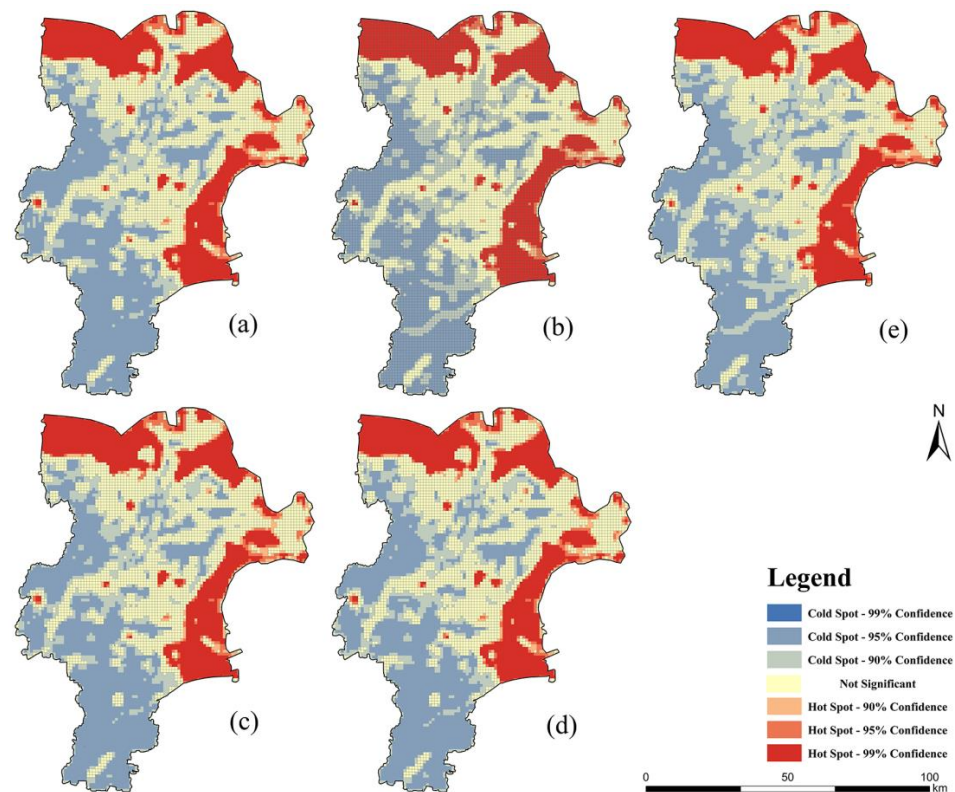 (a)
(b)
(e)
N
(c)
(d)
Legend
Cold Spot - 99% Confidence
Cold Spot - 95% Confidence
Cold Spot - 90% Confidence
Not Significant
Hot Spot - 90% Confidence
Hot Spot - 95% Confidence
Hot Spot - 99% Confidence
0 50 100
km